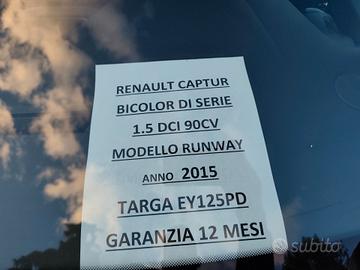 RENAULT CAPTUR
BICOLOR DI SERIE
1.5 DCI 90CV
MODELLO RUNWAY
ANNO 2015
TARGA EY125PD
GARANZIA 12 MESI
subito